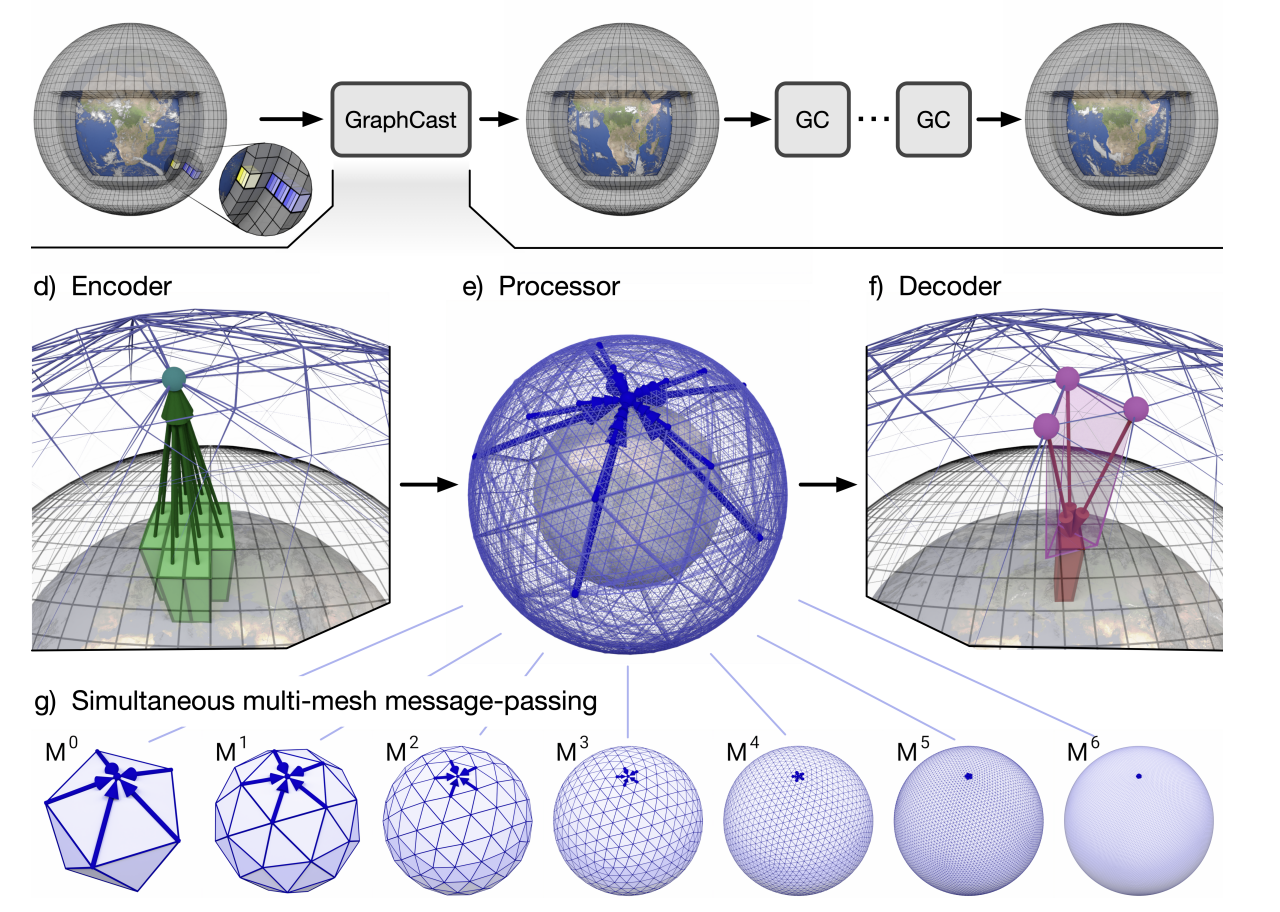 GraphCast
GC
...
GC
d) Encoder
e) Processor
f) Decoder
g) Simultaneous multi-mesh message-passing
M⁰
M¹
M²
M³
M⁴
M⁵
M⁶